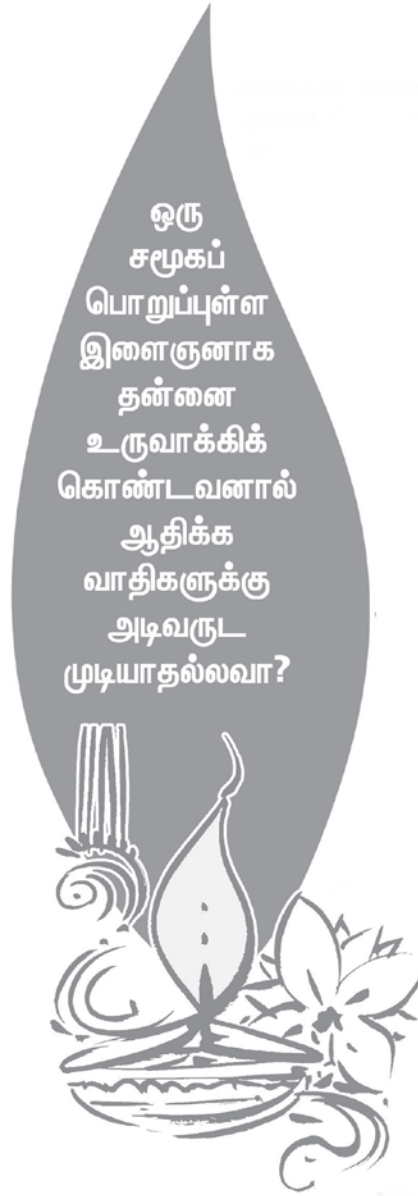 ஒரு
சமூகப்
பொறுப்புள்ள
இளைஞனாக
தன்னை
உருவாக்கிக்
கொண்டவனால்
ஆதிக்க
வாதிகளுக்கு
அடிவருட
முடியாதல்லவா?